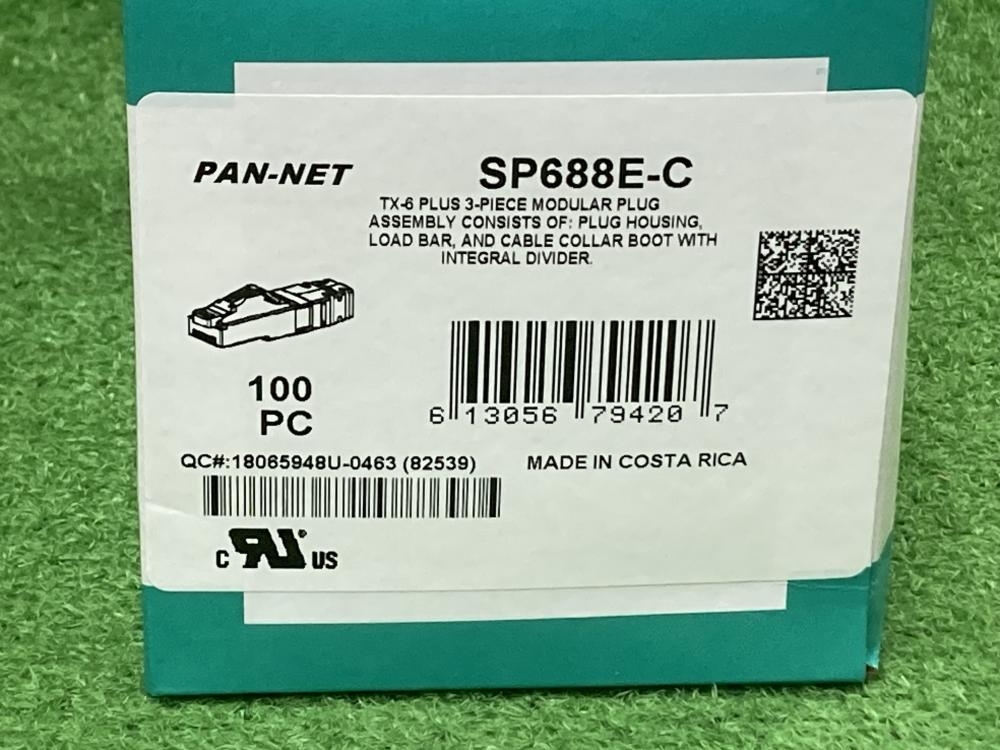 PAN-NET
SP688E-C
TX-6 PLUS 3-PIECE MODULAR PLUG
ASSEMBLY CONSISTS OF: PLUG HOUSING,
LOAD BAR, AND CABLE COLLAR BOOT WITH
INTEGRAL DIVIDER.
100
PC
6 13056 79420 7
QC#:18065948U-0463 (82539)
MADE IN COSTA RICA
C RU US